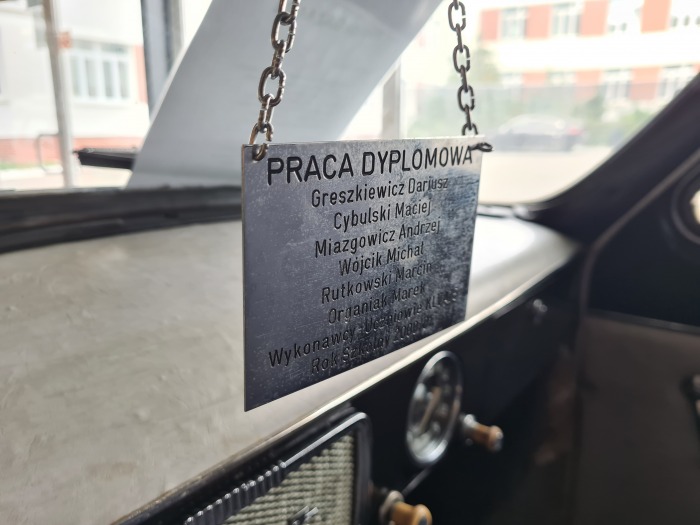 PRACA DYPLOMOWA
Greszkiewicz Dariusz
Cybulski Maciej
Miazgowicz Andrzej
Wójcik Michał
Rutkowski Marcin
Organiak Marek
Wykonawcy-Uczniowie
Rok Szkolny